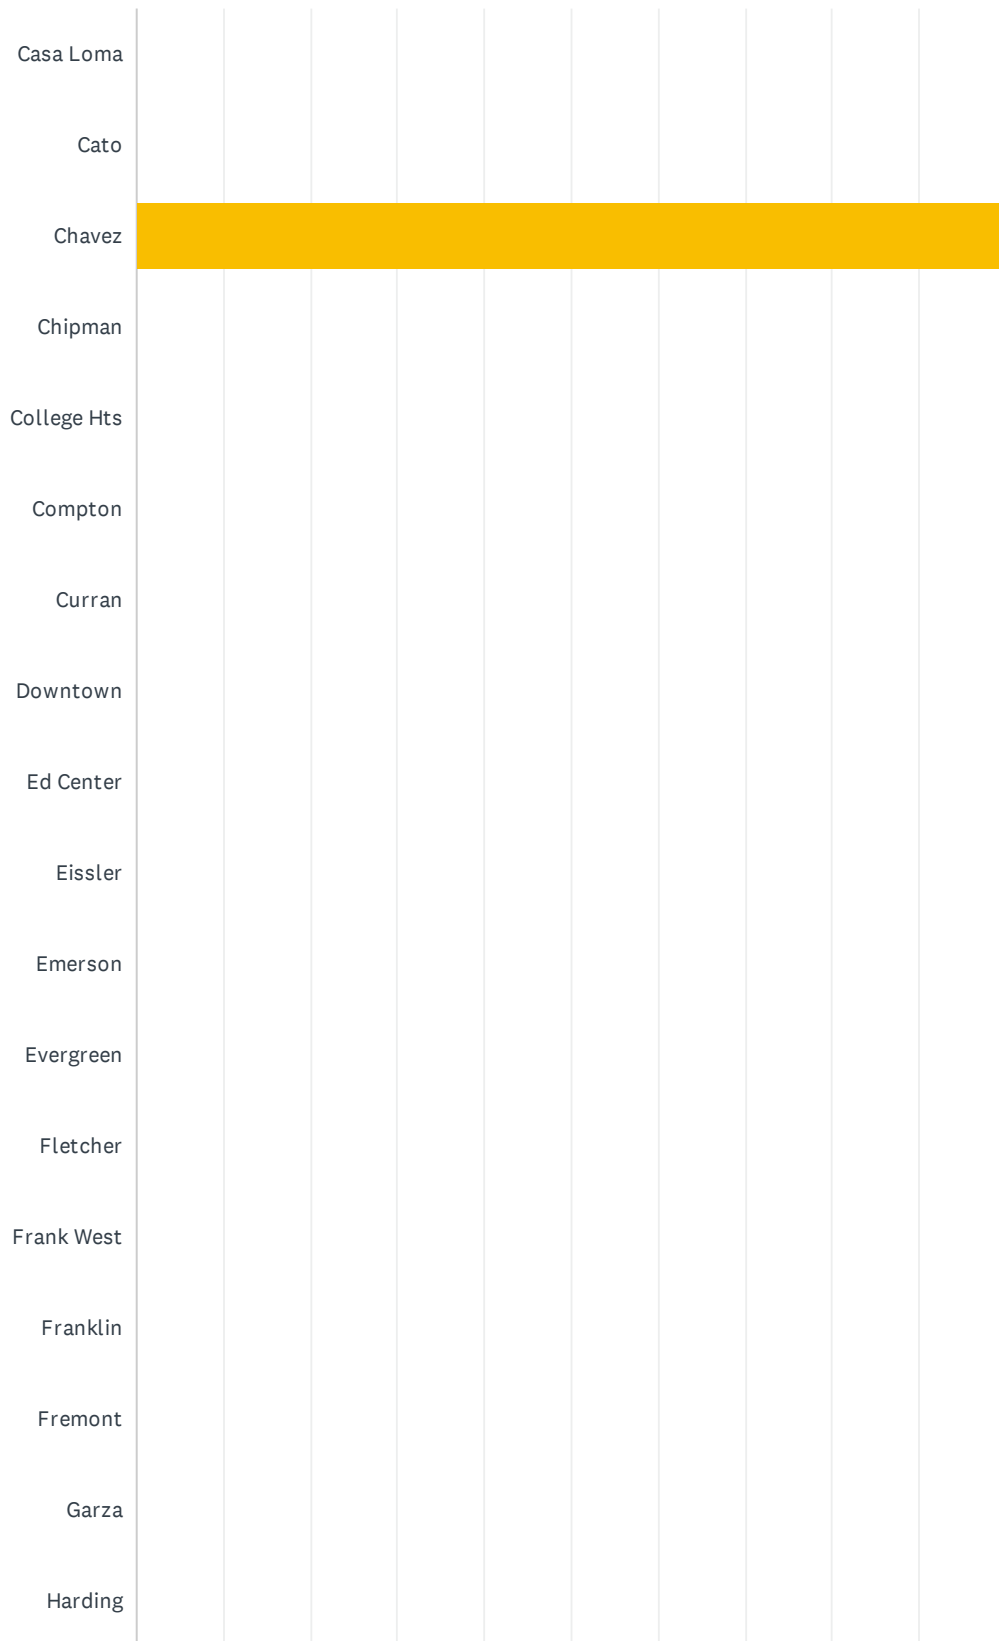 Casa Loma
Cato
Chavez
Chipman
College Hts
Compton
Curran
Downtown
Ed Center
Eissler
Emerson
Evergreen
Fletcher
Frank West
Franklin
Fremont
Garza
Harding